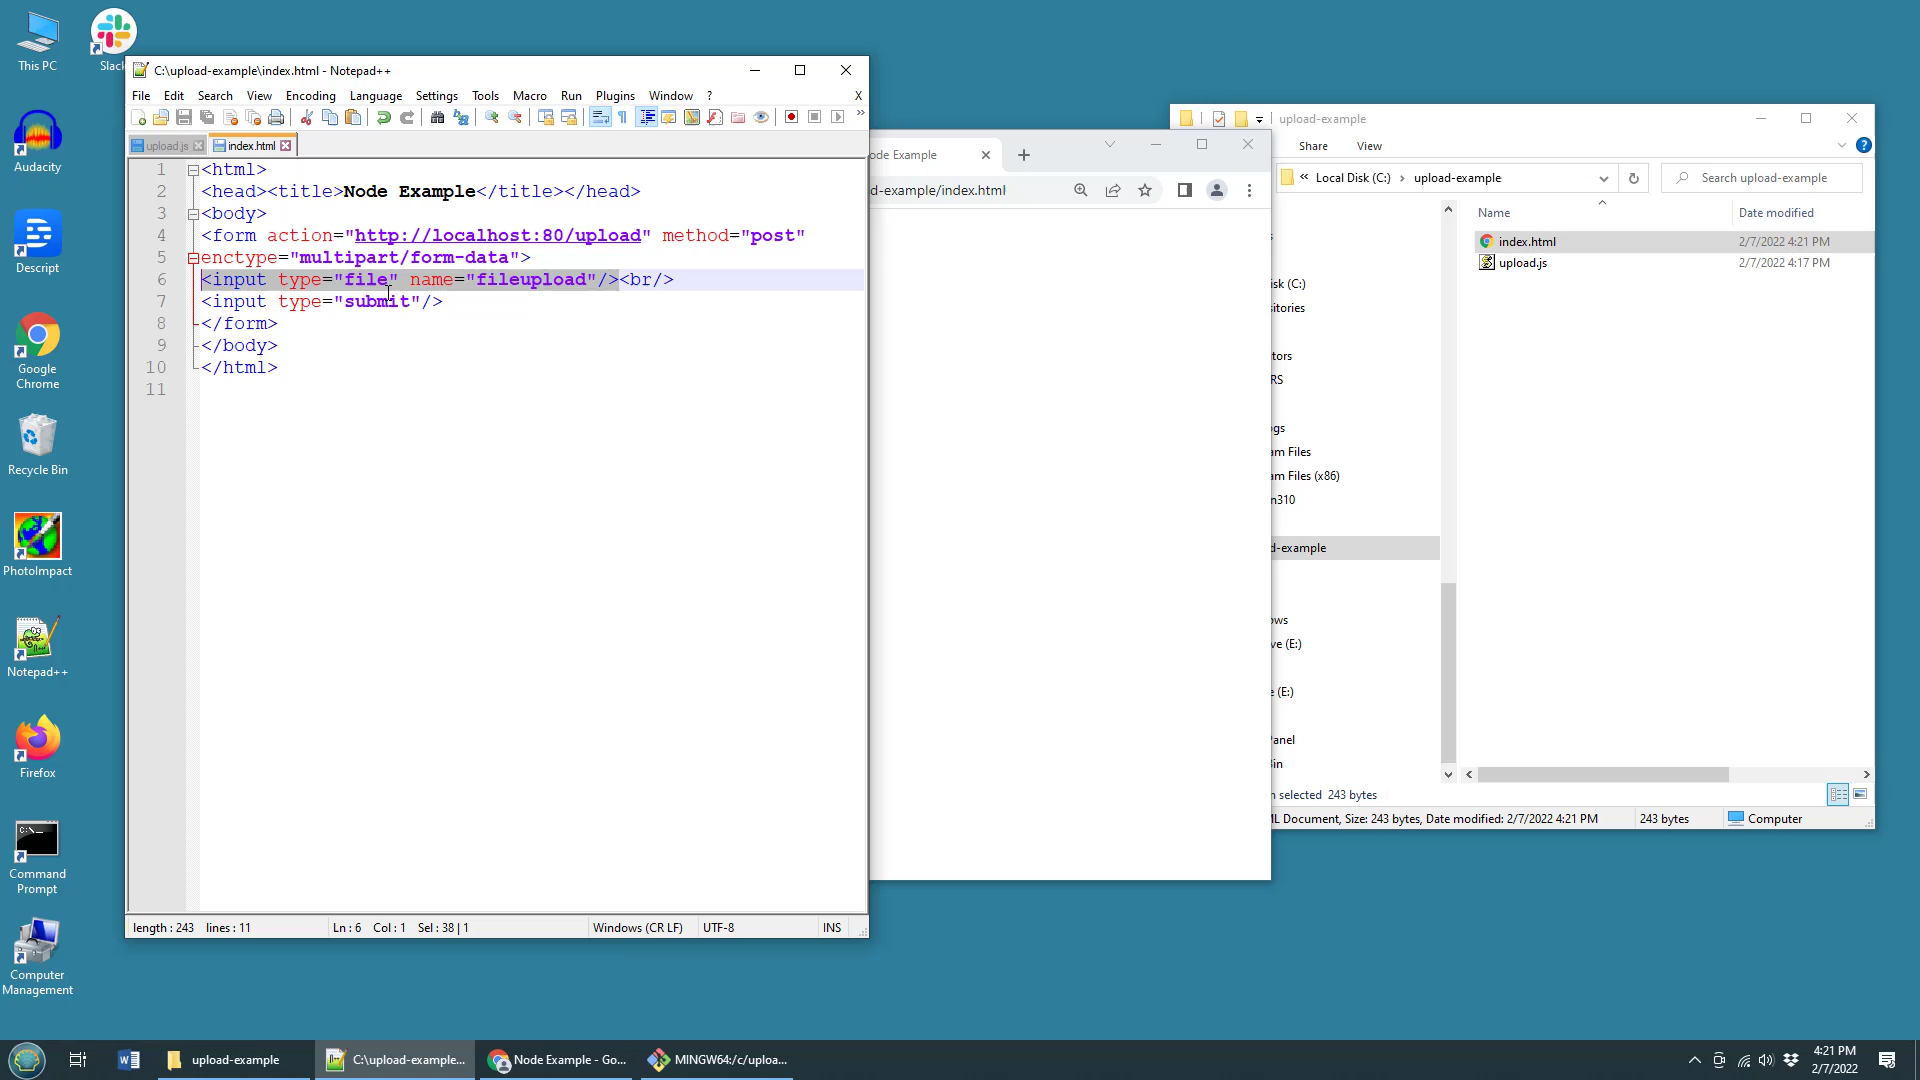 This PC
Slack
Audacity
Descript
Google
Chrome
Recycle Bin
PhotoImpact
Notepad++
Firefox
C:\_
Command
Prompt
Computer
Management
C:\upload-example\index.html - Notepad++
File Edit Search View Encoding Language Settings Tools Macro Run Plugins Window ? X
upload.js index.html
1 <html>
2 <head><title>Node Example</title></head>
3 <body>
4 <form action="http://localhost:80/upload" method="post"
5 enctype="multipart/form-data">
6 <input type="file" name="fileupload"/><br/>
7 <input type="submit"/>
8 </form>
9 </body>
10 </html>
11
length : 243 lines : 11 Ln : 6 Col : 1 Sel : 38 | 1 Windows (CR LF) UTF-8 INS
ode Example
d-example/index.html
upload-example
Share View
« Local Disk (C:) › upload-example
Search upload-example
Name Date modified
index.html 2/7/2022 4:21 PM
upload.js 2/7/2022 4:17 PM
s
sk (C:)
itories
tors
RS
gs
am Files
am Files (x86)
n310
d-example
ows
ve (E:)
e (E:)
Panel
Bin
n selected 243 bytes
L Document, Size: 243 bytes, Date modified: 2/7/2022 4:21 PM 243 bytes Computer
upload-example
C:\upload-example...
Node Example - Go...
MINGW64:/c/uploa...
4:21 PM
2/7/2022